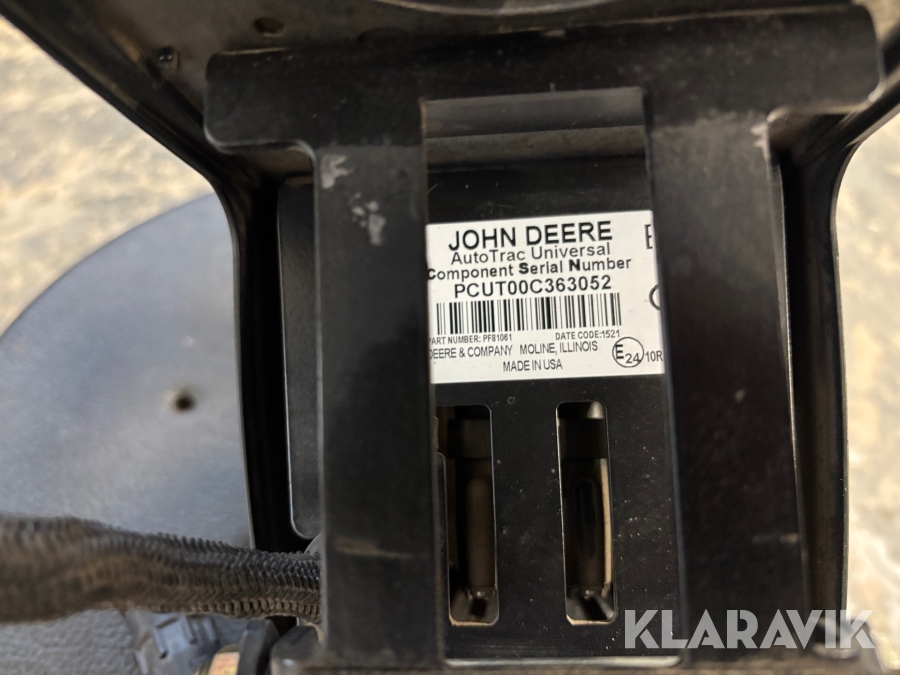 JOHN DEERE
AutoTrac Universal
Component Serial Number
PCUT00C363052
PART NUMBER: PF81061 DATE CODE:1521
DEERE & COMPANY MOLINE, ILLINOIS
MADE IN USA
E24 10R
KLARAVIK